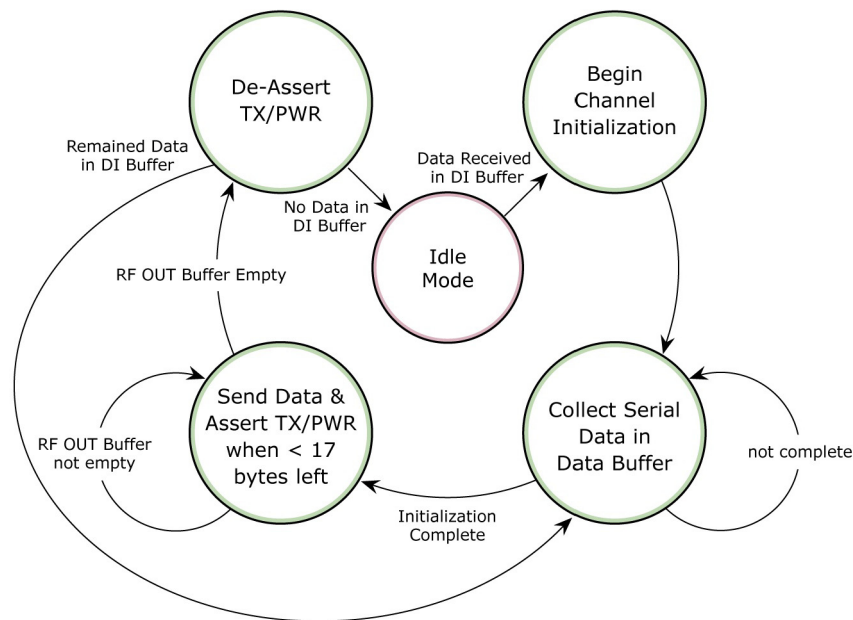 De-Assert
TX/PWR
Begin
Channel
Initialization
Remained Data
in DI Buffer
Data Received
in DI Buffer
No Data in
DI Buffer
Idle
Mode
RF OUT Buffer Empty
Send Data &
Assert TX/PWR
when < 17
bytes left
Collect Serial
Data in
Data Buffer
RF OUT Buffer
not empty
not complete
Initialization
Complete